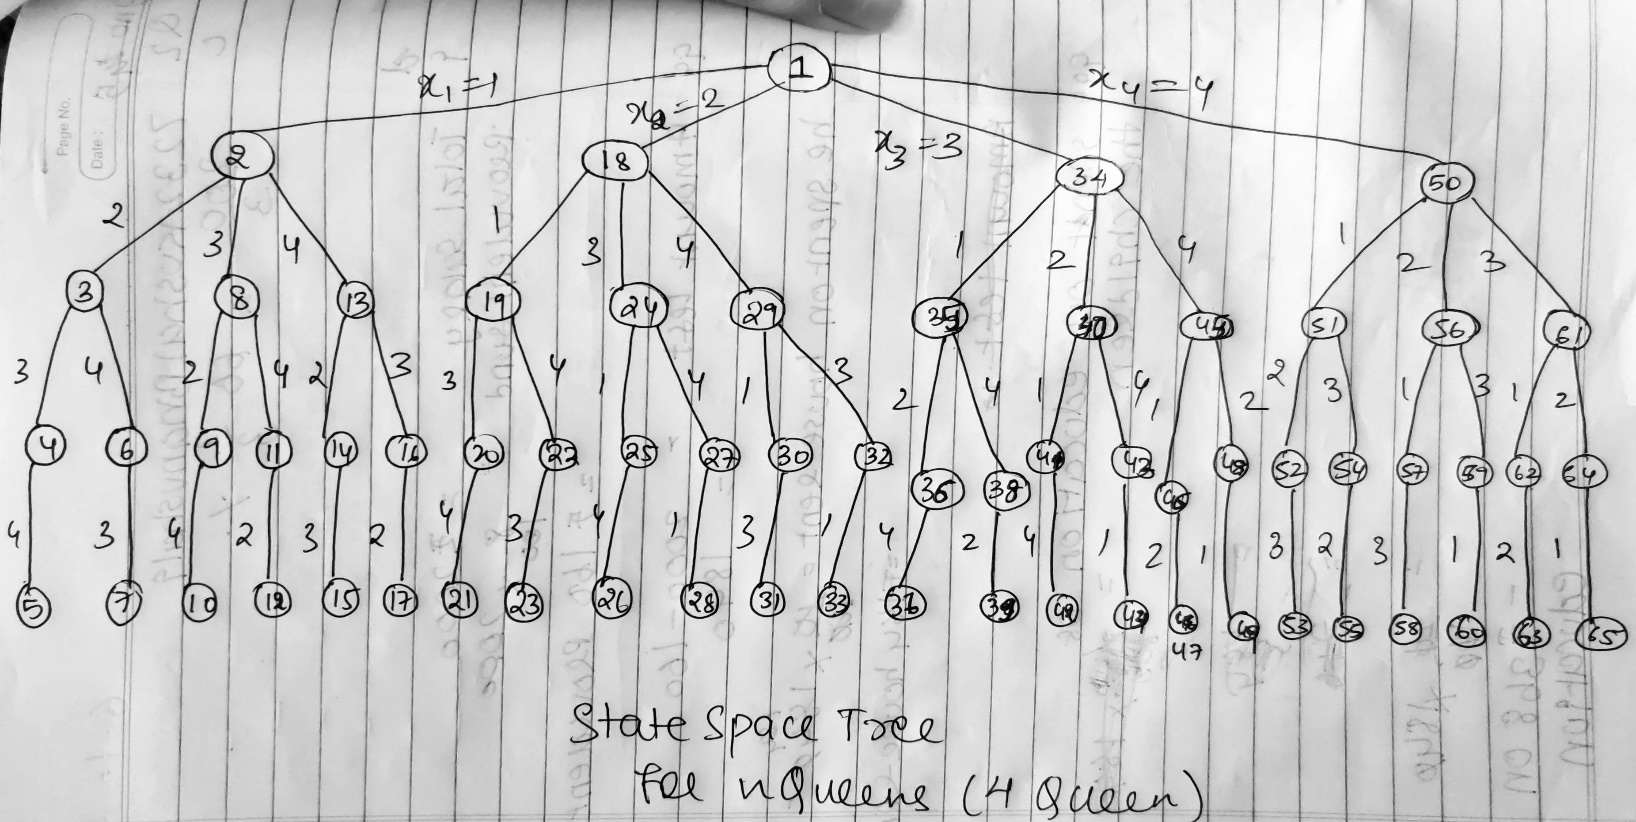 1
x₁=1
x₂=2
x₃=3
x₄=4
2 18 34 50
2 3 4 1 3 4 1 2 4 1 2 3
3 8 13 19 24 29 35 45 51 56 61
3 4 2 4 2 3 3 4 1 4 1 3 2 4 1 4 1 2 2 3 1 3 1 2
4 6 9 11 14 16 20 22 25 27 30 32 36 38 43 48 52 54 57 59 62 64
4 3 4 2 3 2 4 3 4 1 3 1 4 2 4 1 2 1 3 2 3 1 2 1
5 7 10 12 15 17 21 23 26 28 31 33 39 49 53 55 58 60 63 65
47
State Space Tree
For nQueens (4 Queen)
Page No.
Date: